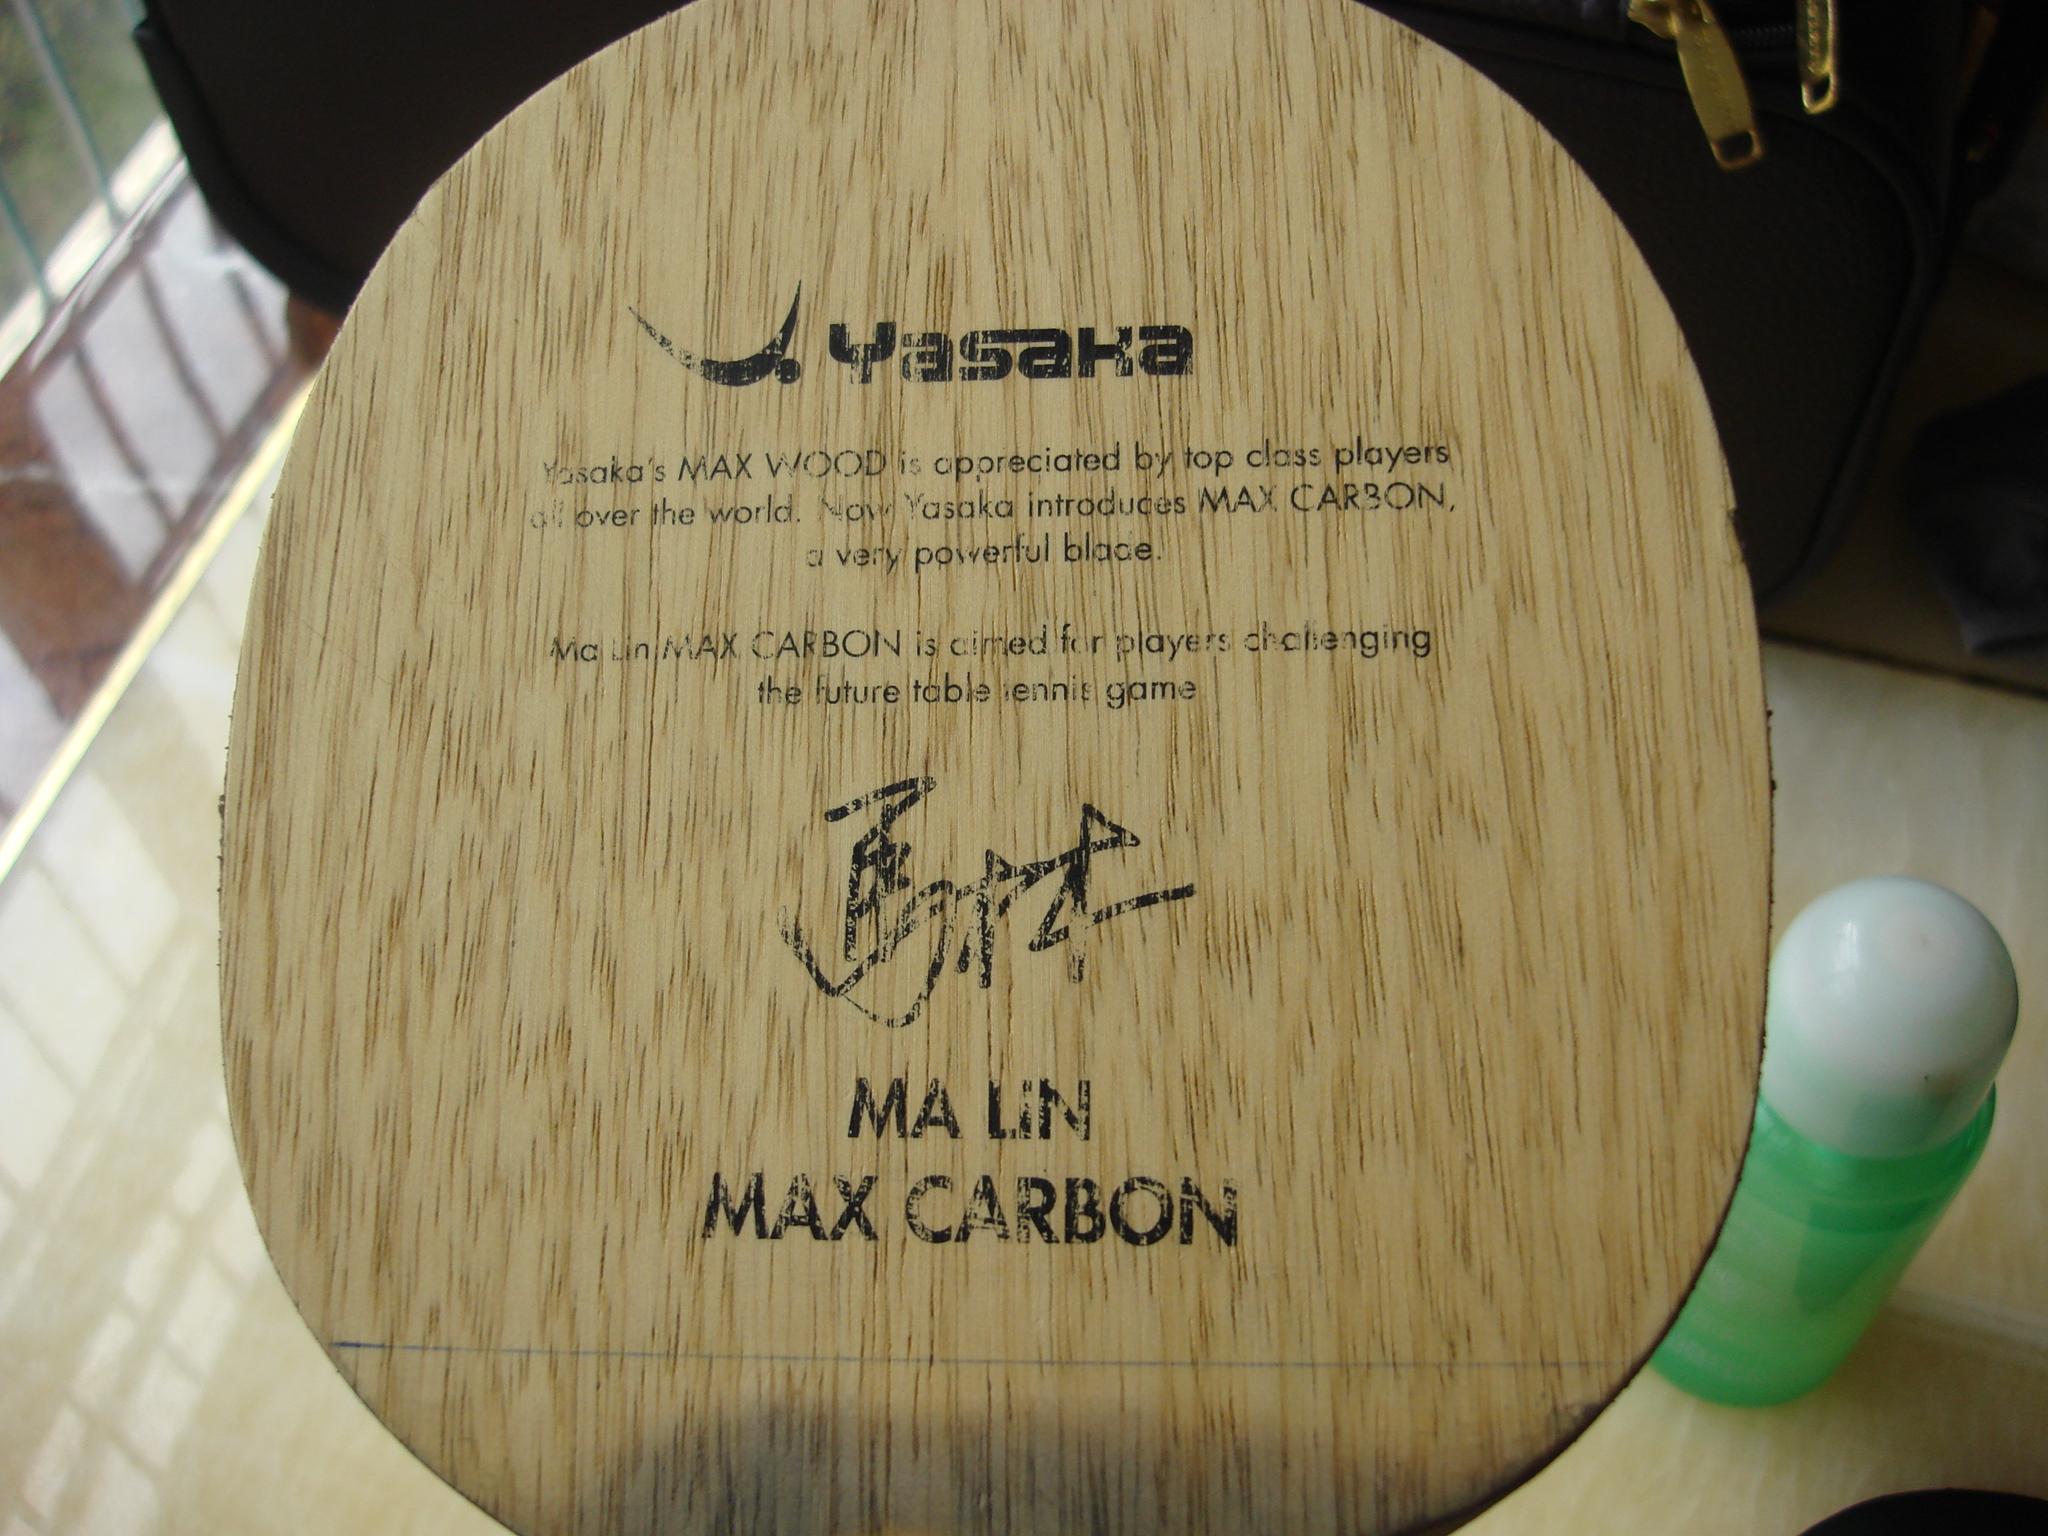 Yasaka
Yasaka's MAX WOOD is appreciated by top class players
all over the world. Now Yasaka introduces MAX CARBON,
a very powerful blade.
Ma Lin MAX CARBON is aimed for players challenging
the future table tennis game
马林
MA LIN
MAX CARBON